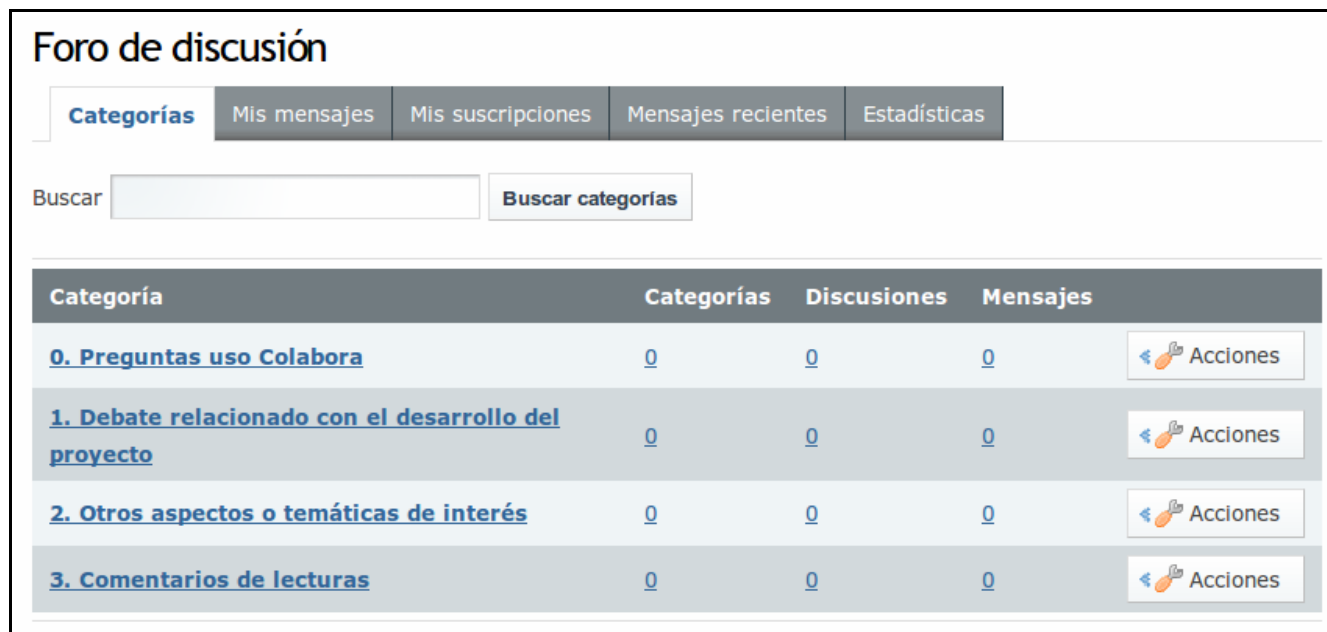 Foro de discusión
Categorías Mis mensajes Mis suscripciones Mensajes recientes Estadísticas
Buscar Buscar categorías
Categoría Categorías Discusiones Mensajes
0. Preguntas uso Colabora 0 0 0 Acciones
1. Debate relacionado con el desarrollo del
proyecto 0 0 0 Acciones
2. Otros aspectos o temáticas de interés 0 0 0 Acciones
3. Comentarios de lecturas 0 0 0 Acciones